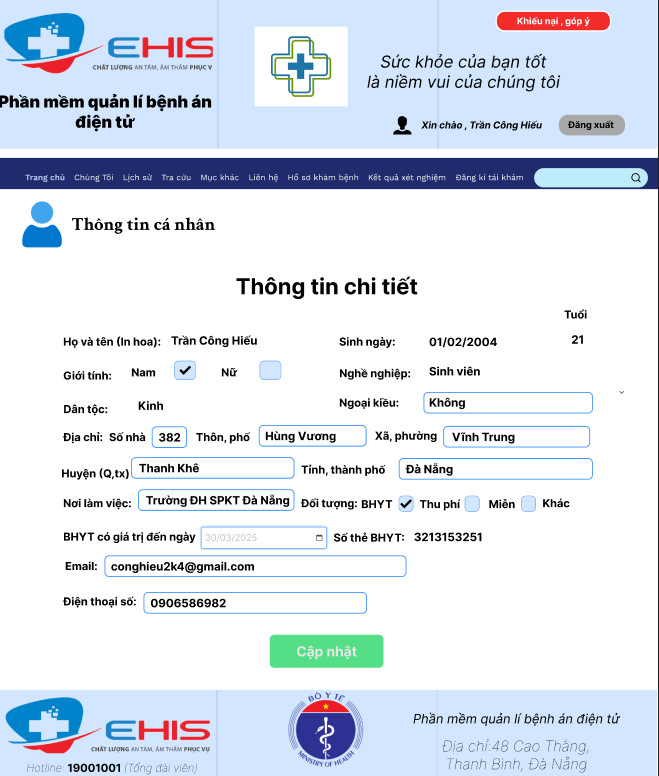 Khiếu nại , góp ý
EHIS
CHẤT LƯỢNG AN TÂM, ÂM THẦM PHỤC V
Phần mềm quản lí bệnh án
điện tử
Sức khỏe của bạn tốt
là niềm vui của chúng tôi
Xin chào , Trần Công Hiếu
Đăng xuất
Trang chủ Chúng Tôi Lịch sử Tra cứu Mục khác Liên hệ Hồ sơ khám bệnh Kết quả xét nghiệm Đăng kí tái khám
Thông tin cá nhân
Thông tin chi tiết
Tuổi
Họ và tên (In hoa): Trần Công Hiếu Sinh ngày: 01/02/2004 21
Giới tính: Nam Nữ Nghề nghiệp: Sinh viên
Dân tộc: Kinh Ngoại kiều: Không
Địa chỉ: Số nhà 382 Thôn, phố Hùng Vương Xã, phường Vĩnh Trung
Huyện (Q,tx) Thanh Khê Tỉnh, thành phố Đà Nẵng
Nơi làm việc: Trường ĐH SPKT Đà Nẵng Đối tượng: BHYT Thu phí Miễn Khác
BHYT có giá trị đến ngày 30/03/2025 Số thẻ BHYT: 3213153251
Email: conghieu2k4@gmail.com
Điện thoại số: 0906586982
Cập nhật
EHIS
CHẤT LƯỢNG AN TÂM, ÂM THẦM PHỤC VỤ
Hotline: 19001001 (Tổng đài viên)
BỘ Y TẾ
MINISTRY OF HEALTH
Phần mềm quản lí bệnh án điện tử
Địa chỉ:48 Cao Thắng,
Thanh Bình, Đà Nẵng